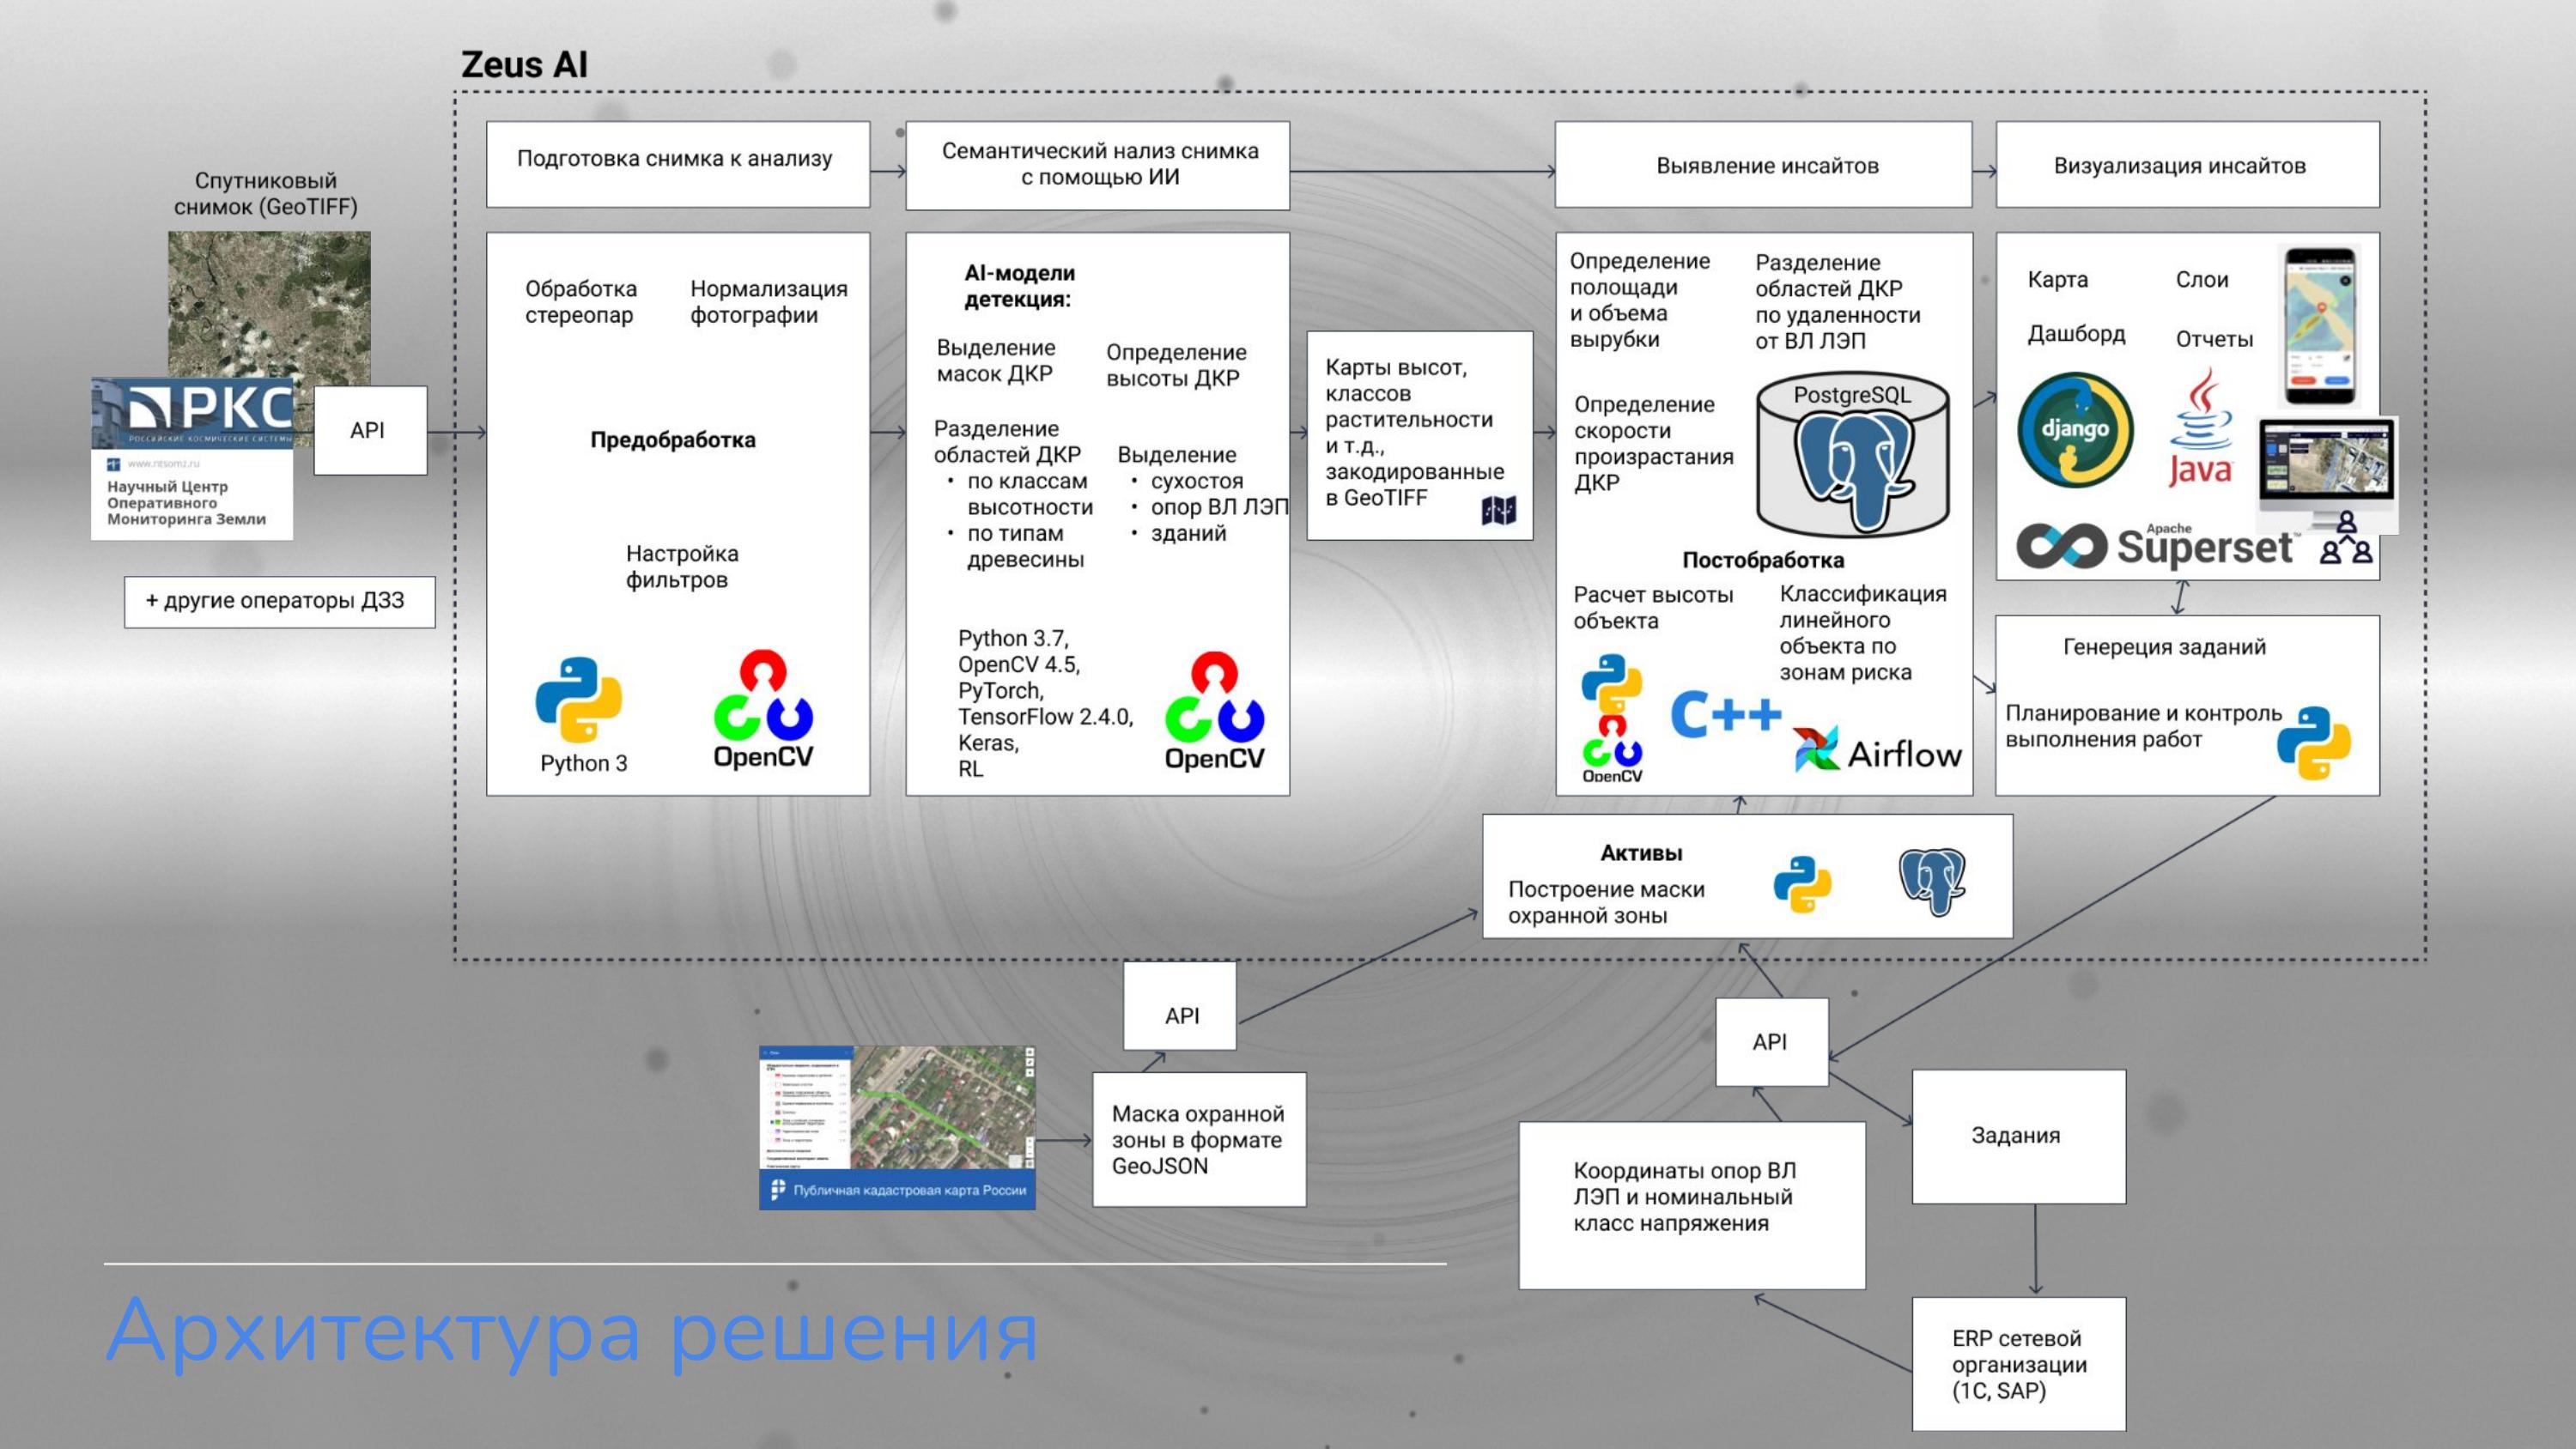 Zeus AI
Подготовка снимка к анализу
Семантический нализ снимка
с помощью ИИ
Выявление инсайтов
Визуализация инсайтов
Спутниковый
снимок (GeoTIFF)
РКС
РОССИЙСКИЕ КОСМИЧЕСКИЕ СИСТЕМЫ
www.ntsomz.ru
Научный Центр
Оперативного
Мониторинга Земли
API
+ другие операторы ДЗЗ
Обработка
стереопар
Нормализация
фотографии
Предобработка
Настройка
фильтров
Python 3
OpenCV
AI-модели
детекция:
Выделение
масок ДКР
Определение
высоты ДКР
Разделение
областей ДКР
• по классам
высотности
• по типам
древесины
Выделение
• сухостоя
• опор ВЛ ЛЭП
• зданий
Python 3.7,
OpenCV 4.5,
PyTorch,
TensorFlow 2.4.0,
Keras,
RL
OpenCV
Карты высот,
классов
растительности
и т.д.,
закодированные
в GeoTIFF
Определение
полощади
и объема
вырубки
Разделение
областей ДКР
по удаленности
от ВЛ ЛЭП
Определение
скорости
произрастания
ДКР
PostgreSQL
Постобработка
Расчет высоты
объекта
Классификация
линейного
объекта по
зонам риска
OpenCV
C++
Airflow
Карта
Слои
Дашборд
Отчеты
django
Java
Apache
Superset™
Генереция заданий
Планирование и контроль
выполнения работ
Активы
Построение маски
охранной зоны
API
API
Публичная кадастровая карта России
Маска охранной
зоны в формате
GeoJSON
Координаты опор ВЛ
ЛЭП и номинальный
класс напряжения
Задания
ERP сетевой
организации
(1С, SAP)
Архитектура решения